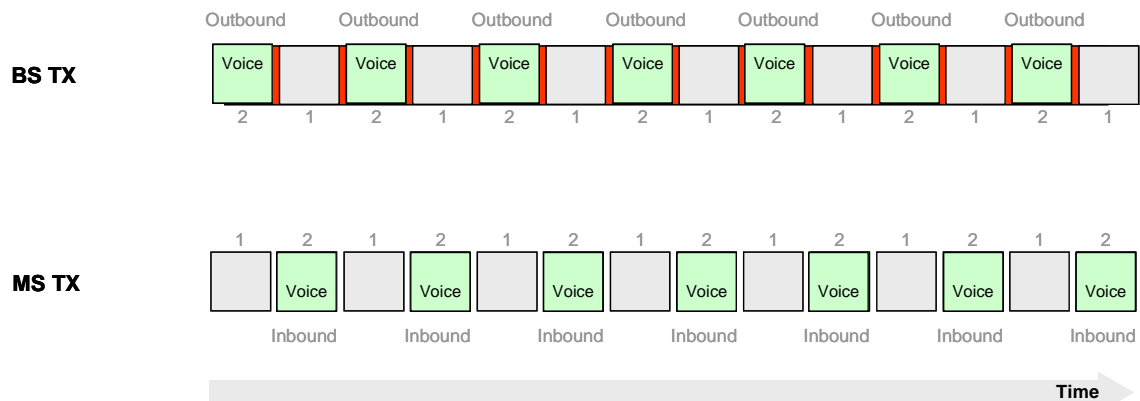 Outbound Outbound Outbound Outbound Outbound Outbound Outbound
BS TX
Voice Voice Voice Voice Voice Voice Voice
2 1 2 1 2 1 2 1 2 1 2 1 2 1
1 2 1 2 1 2 1 2 1 2 1 2 1 2
MS TX
Voice Voice Voice Voice Voice Voice Voice
Inbound Inbound Inbound Inbound Inbound Inbound Inbound
Time